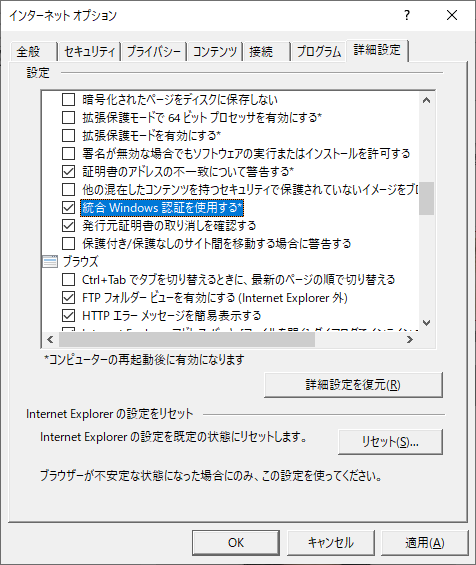 インターネット オプション
?
全般
セキュリティ
プライバシー
コンテンツ
接続
プログラム
詳細設定
設定
暗号化されたページをディスクに保存しない
拡張保護モードで 64 ビット プロセッサを有効にする*
拡張保護モードを有効にする*
署名が無効な場合でもソフトウェアの実行またはインストールを許可する
証明書のアドレスの不一致について警告する*
他の混在したコンテンツを持つセキュリティで保護されていないイメージをブロ
統合 Windows 認証を使用する*
発行元証明書の取り消しを確認する
保護付き/保護なしのサイト間を移動する場合に警告する
ブラウズ
Ctrl+Tab でタブを切り替えるときに、最新のページの順で切り替える
FTP フォルダー ビューを有効にする (Internet Explorer 外)
HTTP エラー メッセージを簡易表示する
*コンピューターの再起動後に有効になります
詳細設定を復元(R)
Internet Explorer の設定をリセット
Internet Explorer の設定を既定の状態にリセットします。
リセット(S)...
ブラウザーが不安定な状態になった場合にのみ、この設定を使ってください。
OK
キャンセル
適用(A)